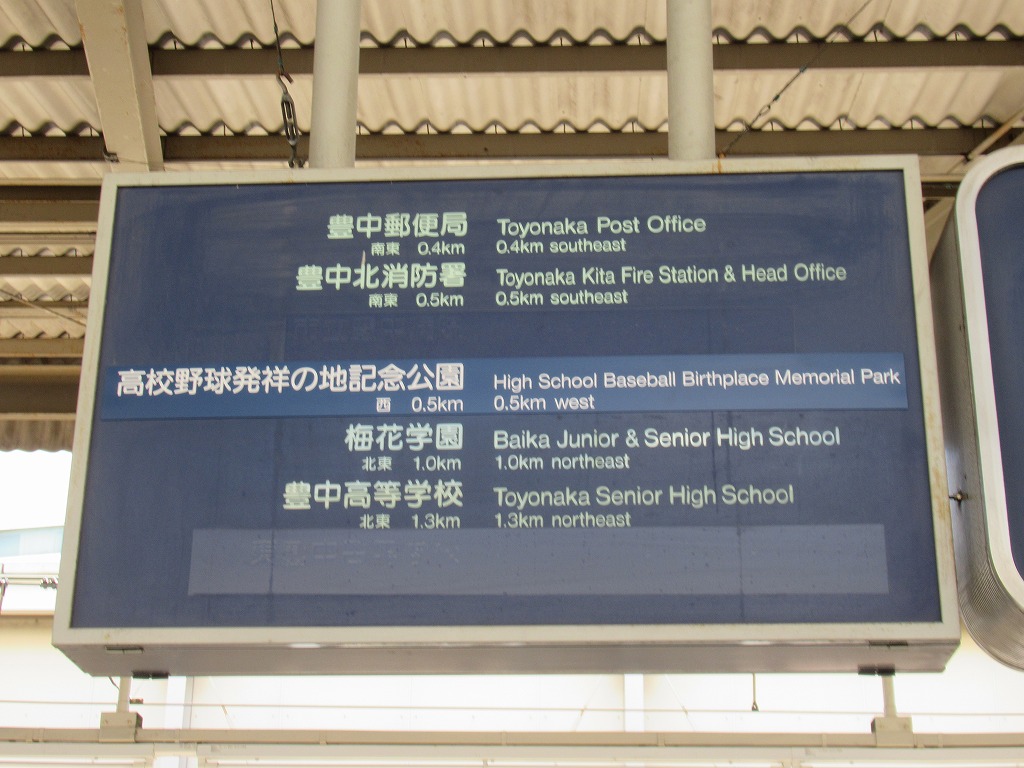 豊中郵便局 Toyonaka Post Office
南東 0.4km 0.4km southeast
豊中北消防署 Toyonaka Kita Fire Station & Head Office
南東 0.5km 0.5km southeast
高校野球発祥の地記念公園 High School Baseball Birthplace Memorial Park
西 0.5km 0.5km west
梅花学園 Baika Junior & Senior High School
北東 1.0km 1.0km northeast
豊中高等学校 Toyonaka Senior High School
北東 1.3km 1.3km northeast